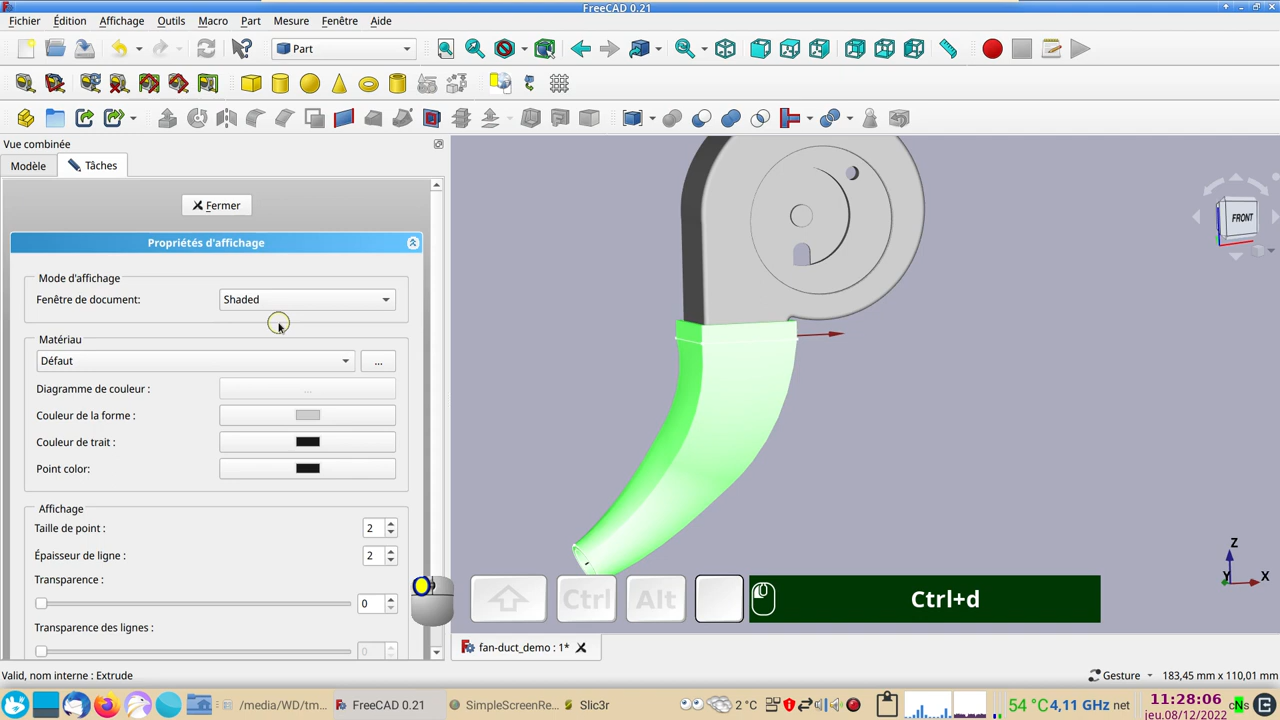 FreeCAD 0.21
Fichier Édition Affichage Outils Macro Part Mesure Fenêtre Aide
Part
Vue combinée
Modèle Tâches
Fermer
Propriétés d'affichage
Mode d'affichage
Fenêtre de document: Shaded
Matériau
Défaut ...
Diagramme de couleur : ...
Couleur de la forme :
Couleur de trait :
Point color:
Affichage
Taille de point : 2
Épaisseur de ligne : 2
Transparence :
0
Transparence des lignes :
0
FRONT
Z
Y X
Ctrl Alt Ctrl+d
fan-duct_demo : 1*
Valid, nom interne : Extrude Gesture 183,45 mm x 110,01 mm
/media/WD/tm... FreeCAD 0.21 SimpleScreenRe... Slic3r 2 °C 54 °C 4,11 GHz net 11:28:06
jeu.08/12/2022